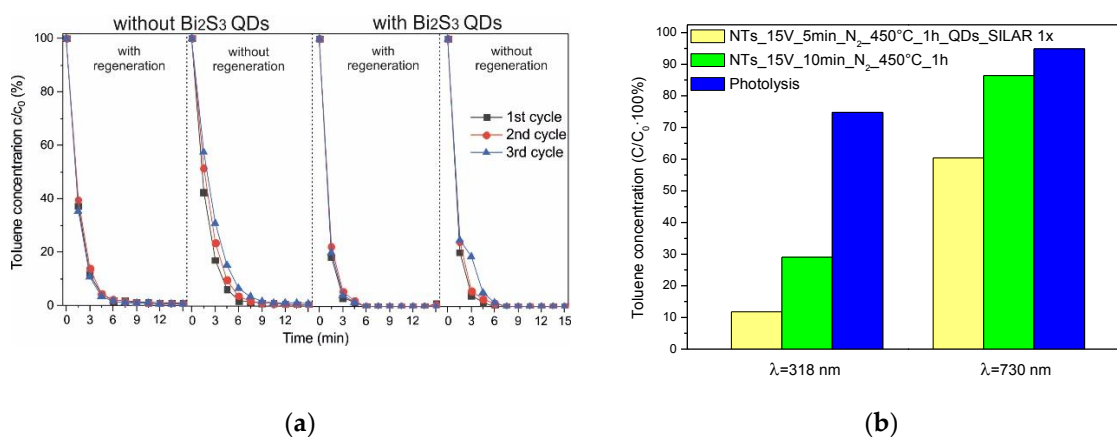 without Bi2S3 QDs with Bi2S3 QDs
with regeneration
without regeneration
with regeneration
without regeneration
1st cycle
2nd cycle
3rd cycle
Toluene concentrarion c/c0 (%)
100
80
60
40
20
0
0 3 6 9 12 0 3 6 9 12 0 3 6 9 12 0 3 6 9 12 15
Time (min)
(a)
NTs_15V_5min_N2_450°C_1h_QDs_SILAR 1x
NTs_15V_10min_N2_450°C_1h
Photolysis
Toluene concentration (C/C0·100%)
100
90
80
70
60
50
40
30
20
10
0
λ=318 nm λ=730 nm
(b)